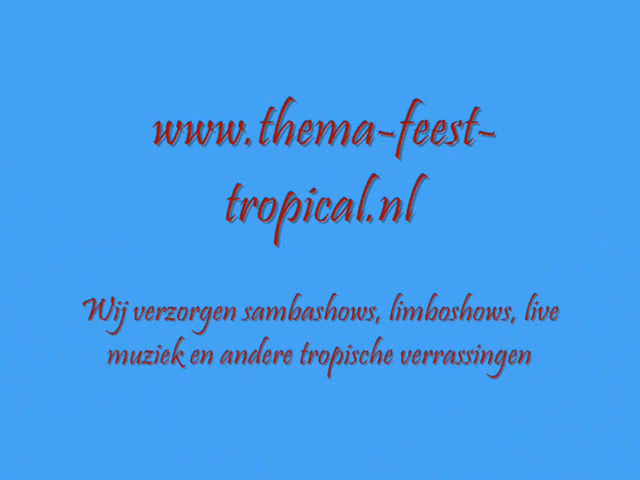 www.thema-feest-
tropical.nl
Wij verzorgen sambashows, limboshows, live
muziek en andere tropische verrassingen